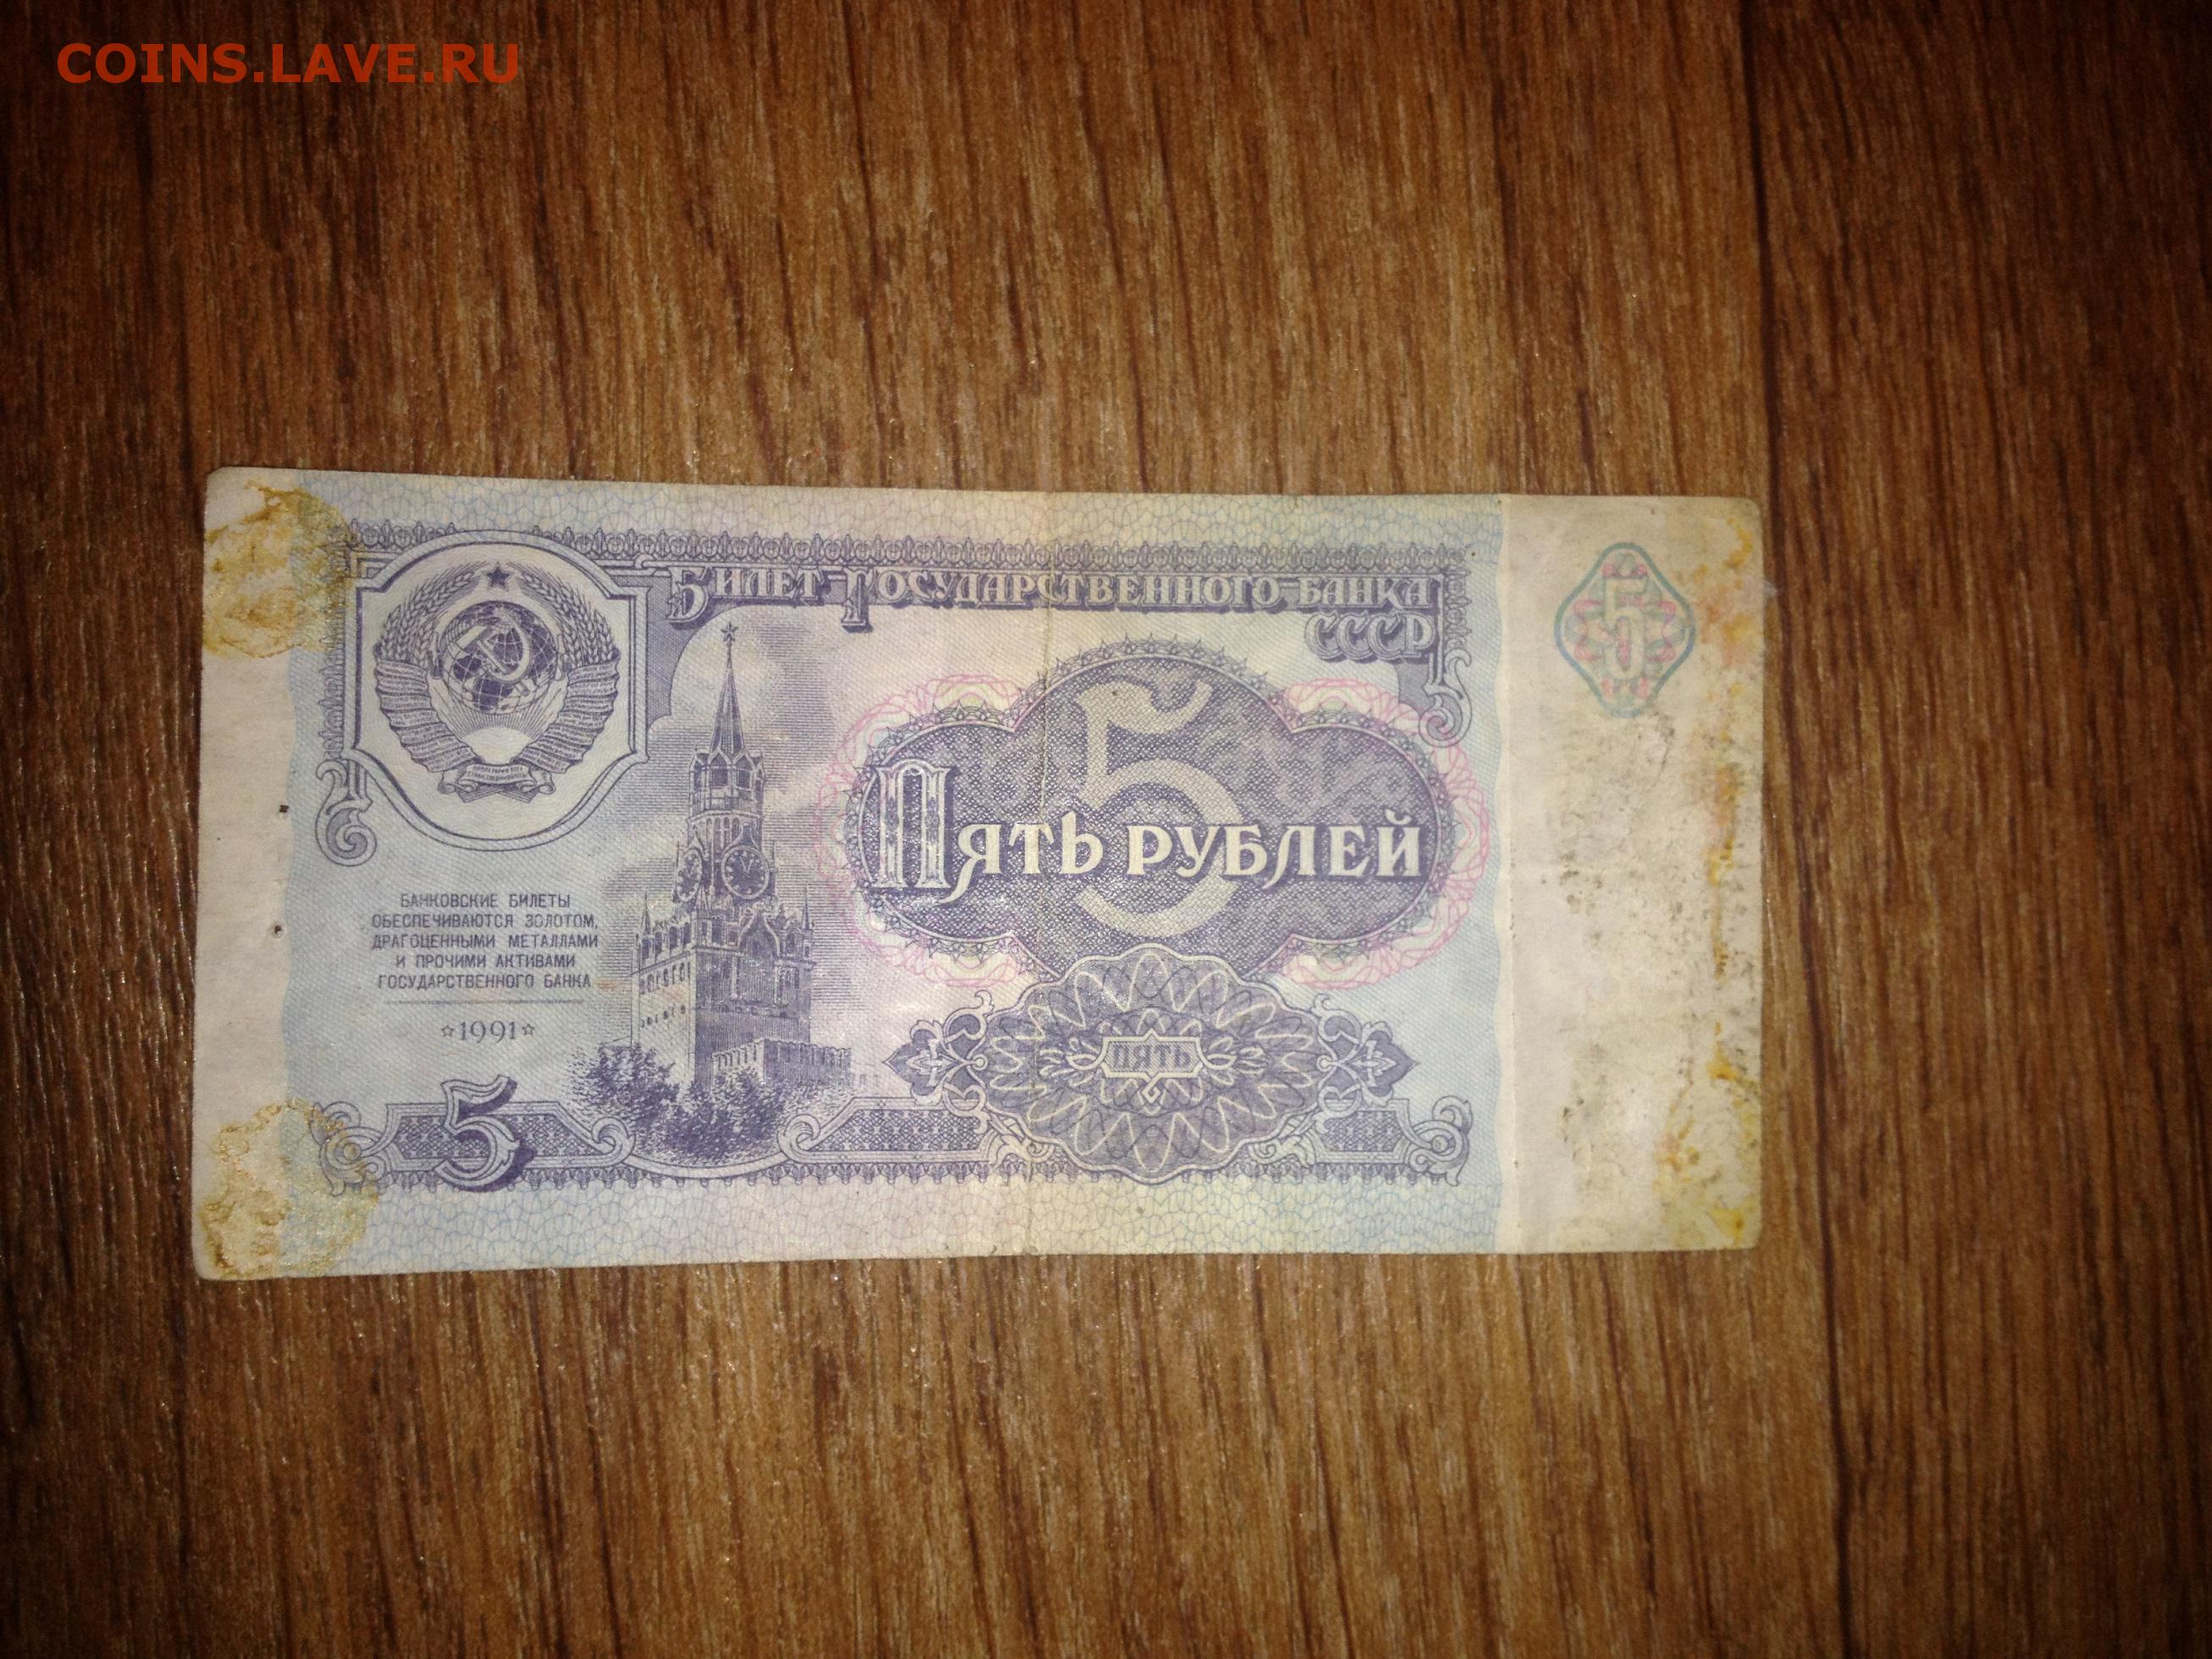 COINS.LAVE.RU
БИЛЕТ ГОСУДАРСТВЕННОГО БАНКА
СССР
5
5
ПЯТЬ РУБЛЕЙ
БАНКОВСКИЕ БИЛЕТЫ
ОБЕСПЕЧИВАЮТСЯ ЗОЛОТОМ,
ДРАГОЦЕННЫМИ МЕТАЛЛАМИ
И ПРОЧИМИ АКТИВАМИ
ГОСУДАРСТВЕННОГО БАНКА
☆1991☆
ПЯТЬ
5